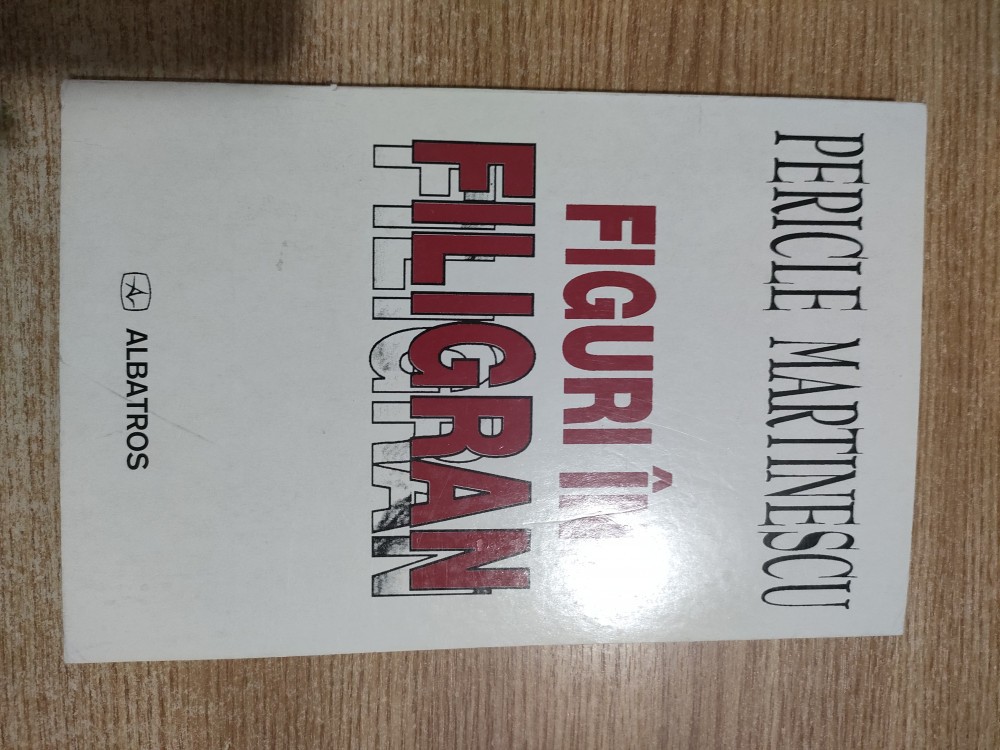 PERICLE MARTINESCU
FIGURI ÎN
FILIGRAN
ALBATROS